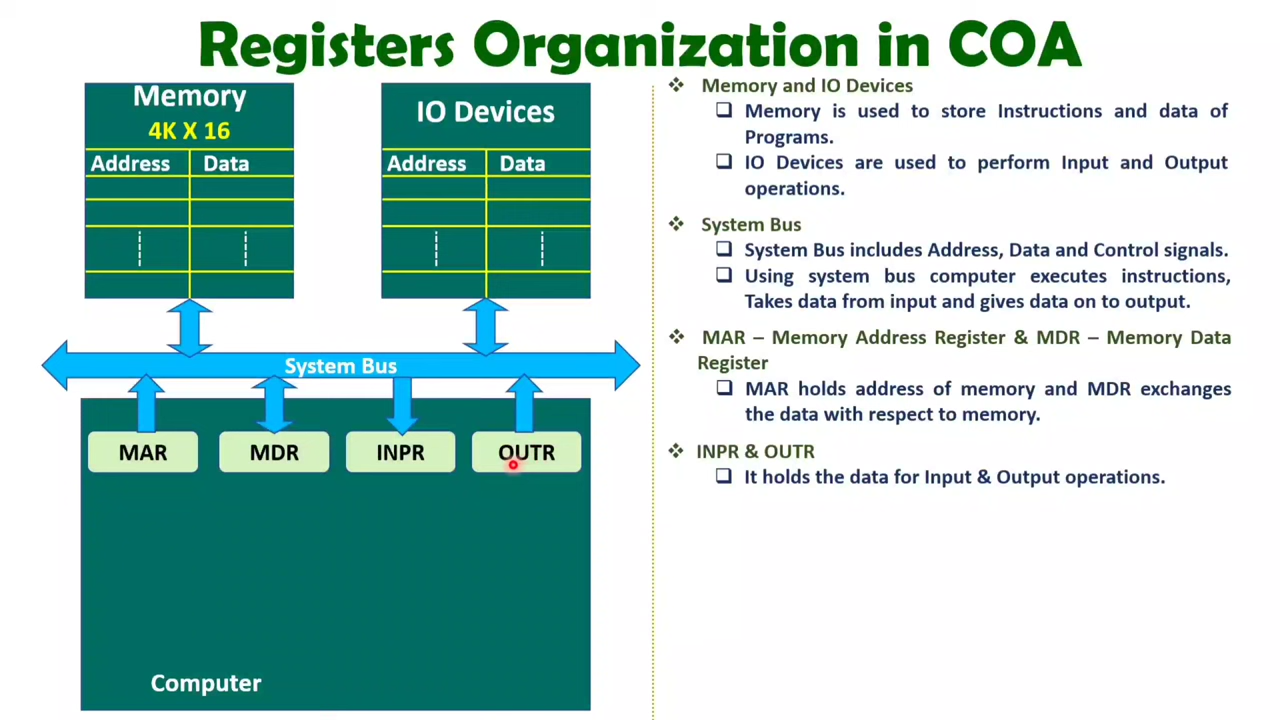 Registers Organization in COA
Memory
4K X 16
Address Data
IO Devices
Address Data
System Bus
MAR MDR INPR OUTR
Computer
❖ Memory and IO Devices
❑ Memory is used to store Instructions and data of
Programs.
❑ IO Devices are used to perform Input and Output
operations.
❖ System Bus
❑ System Bus includes Address, Data and Control signals.
❑ Using system bus computer executes instructions,
Takes data from input and gives data on to output.
❖ MAR – Memory Address Register & MDR – Memory Data
Register
❑ MAR holds address of memory and MDR exchanges
the data with respect to memory.
❖ INPR & OUTR
❑ It holds the data for Input & Output operations.